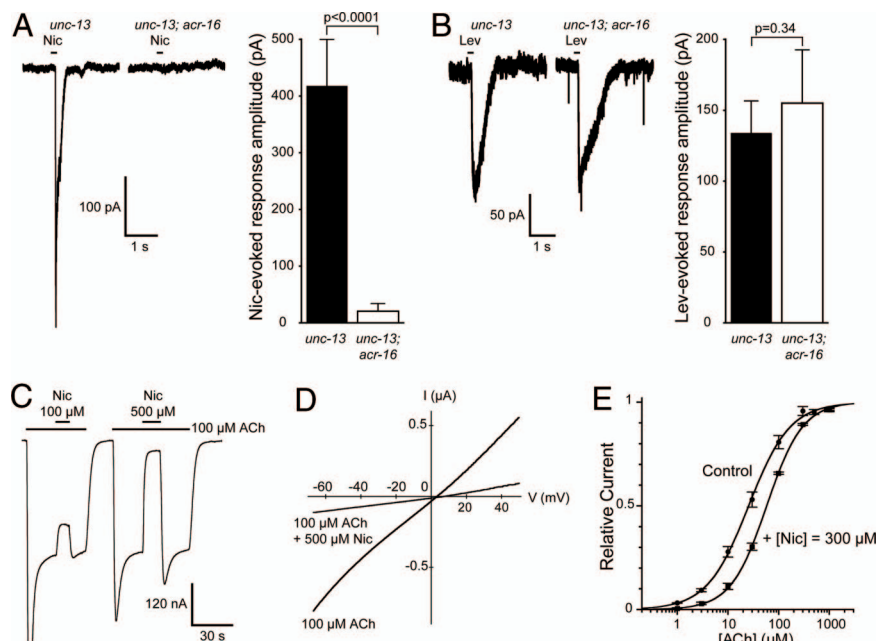 A
unc-13
unc-13; acr-16
Nic
Nic
100 pA
1 s
p<0.0001
Nic-evoked response amplitude (pA)
500
400
300
200
100
0
unc-13
unc-13;
acr-16
B
unc-13
unc-13; acr-16
Lev
Lev
50 pA
1 s
p=0.34
Lev-evoked response amplitude (pA)
200
150
100
50
0
unc-13
unc-13;
acr-16
C
Nic
100 µM
Nic
500 µM
100 µM ACh
120 nA
30 s
D
I (µA)
0.5
-60
-40
-20
0
20
40
V (mV)
100 µM ACh
+ 500 µM Nic
-0.5
100 µM ACh
E
Relative Current
1
0.5
0
Control
+ [Nic] = 300 µM
1
10
100
1000
[ACh] (µM)